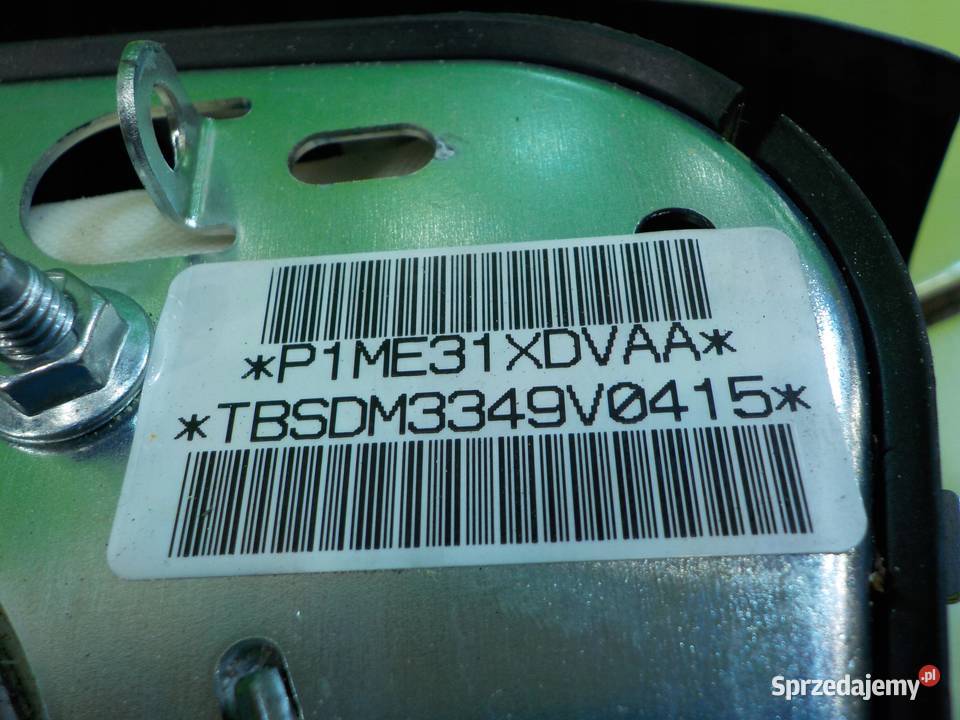 *P1ME31XDVAA*
*TBSDM3349V0415*
Sprzedajemy.pl